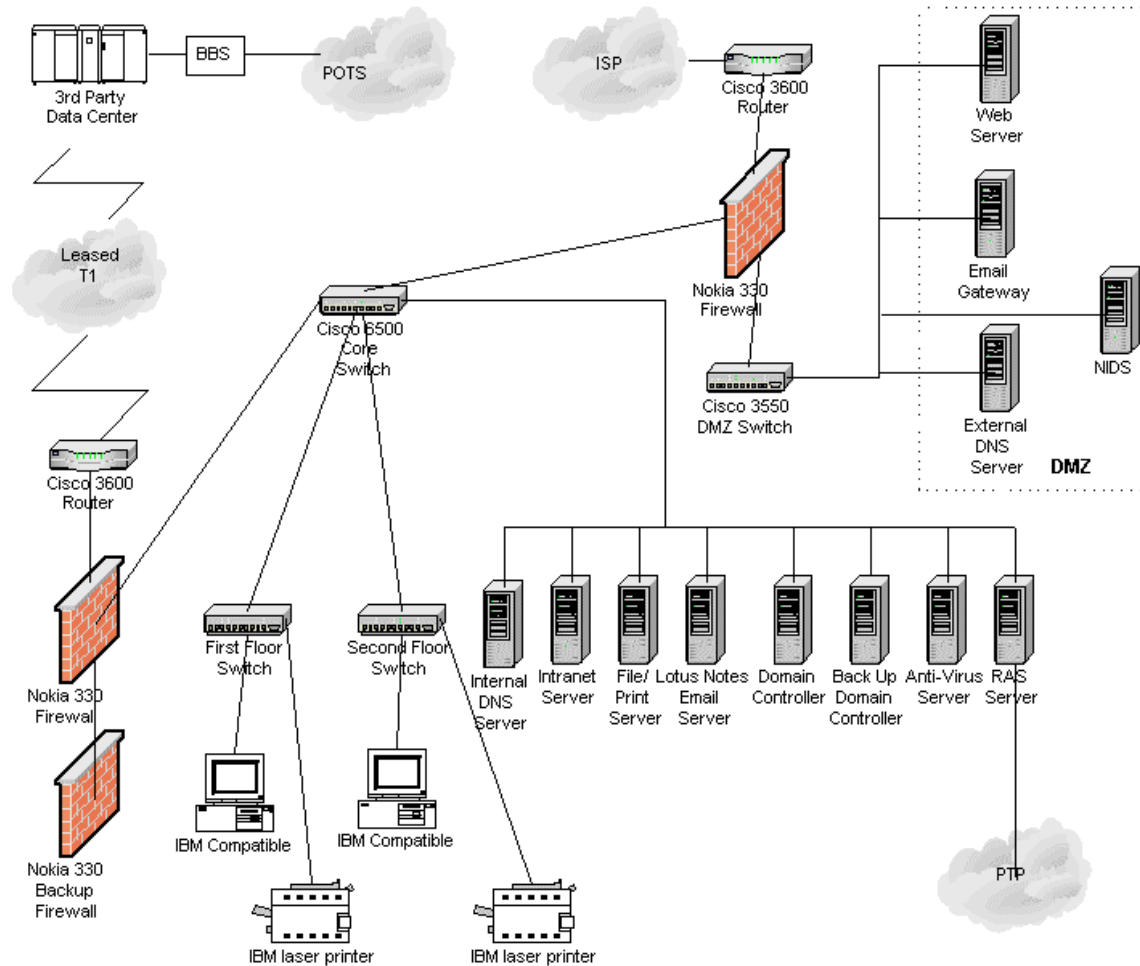 BBS
POTS
ISP
3rd Party
Data Center
Cisco 3600
Router
Web
Server
Leased
T1
Nokia 330
Firewall
Email
Gateway
NIDS
Cisco 6500
Core
Switch
Cisco 3550
DMZ Switch
External
DNS
Server
DMZ
Cisco 3600
Router
First Floor
Switch
Second Floor
Switch
Internal
DNS
Server
Intranet
Server
File/
Print
Server
Lotus Notes
Email
Server
Domain
Controller
Back Up
Domain
Controller
Anti-Virus
Server
RAS
Server
Nokia 330
Firewall
IBM Compatible
IBM Compatible
Nokia 330
Backup
Firewall
PTP
IBM laser printer
IBM laser printer